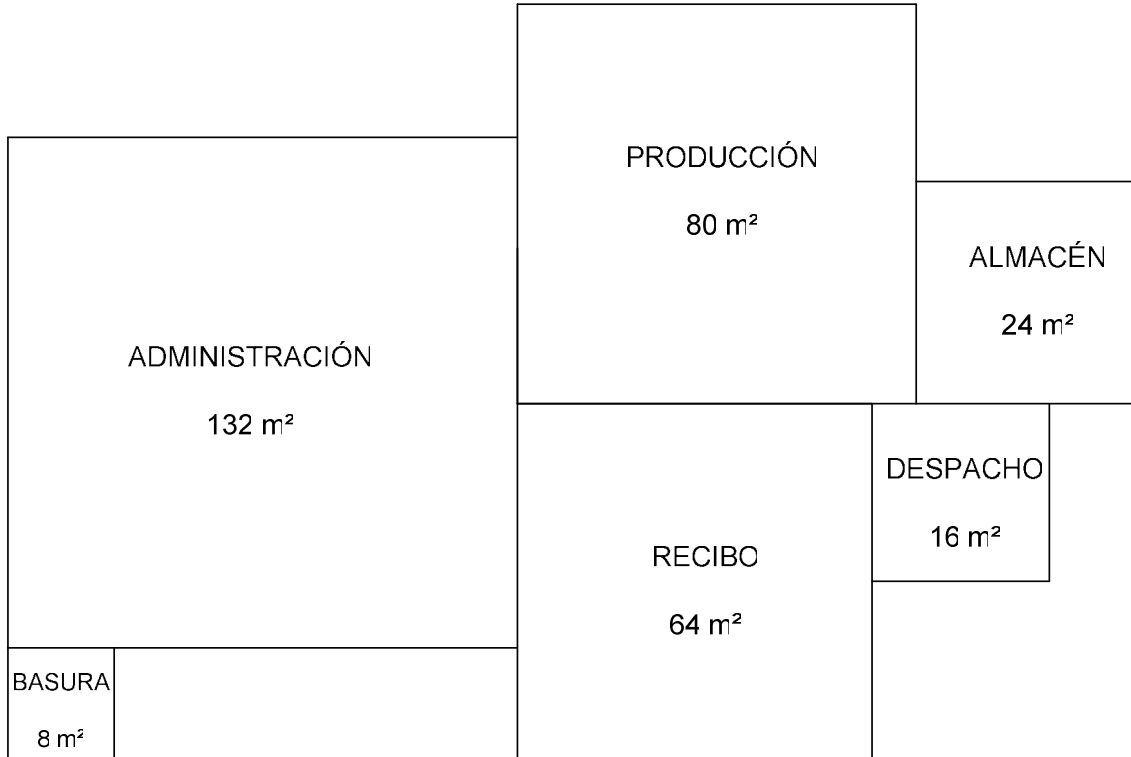 PRODUCCIÓN
80 m²
ALMACÉN
24 m²
ADMINISTRACIÓN
132 m²
DESPACHO
16 m²
RECIBO
64 m²
BASURA
8 m²